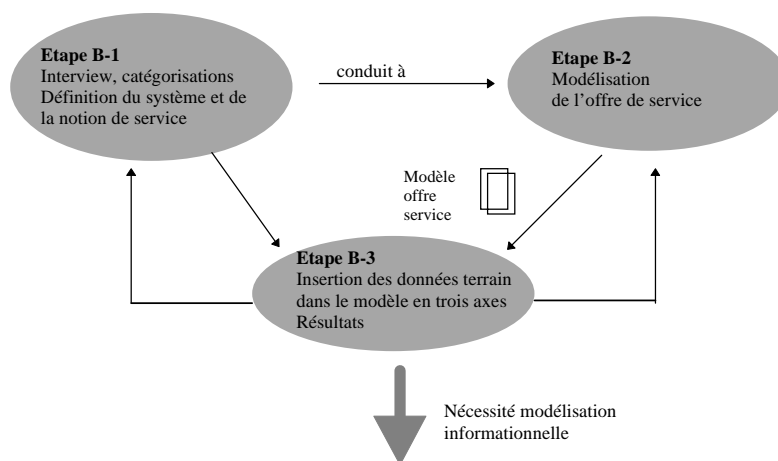 Etape B-1
Interview, catégorisations
Définition du système et de
la notion de service
conduit à
Etape B-2
Modélisation
de l'offre de service
Modèle
offre
service
Etape B-3
Insertion des données terrain
dans le modèle en trois axes
Résultats
Nécessité modélisation
informationnelle